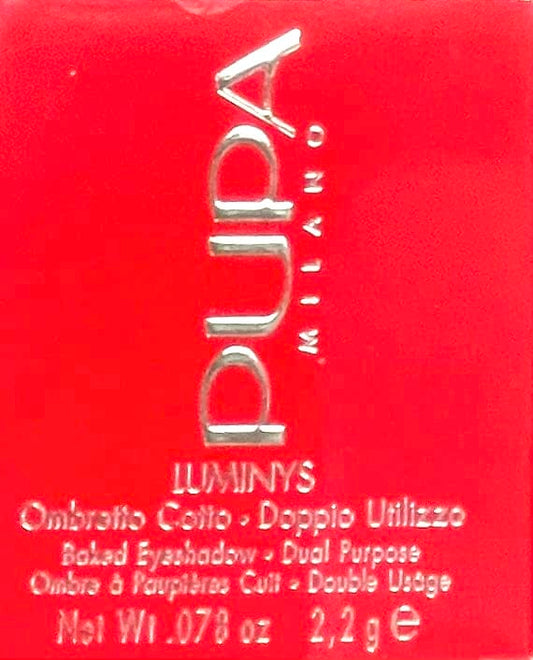 PUPA
MILANO
LUMINYS
Ombretto Cotto - Doppio Utilizzo
Baked Eyeshadow - Dual Purpose
Ombre à Paupières Cuit - Double Usage
Net Wt .078 oz 2,2 g ℮